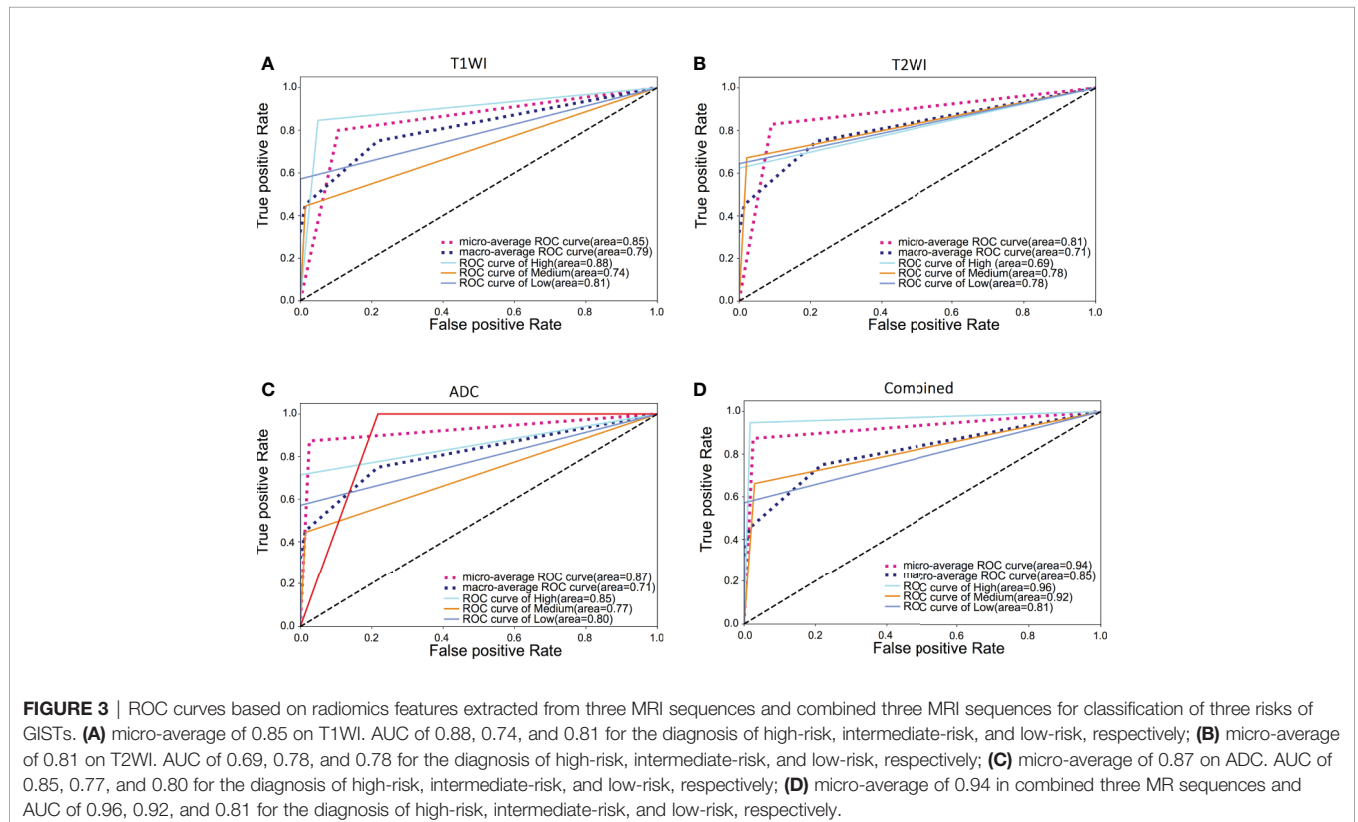 A
T1WI
1.0
0.8
0.6
0.4
0.2
0.0
True positive Rate
micro-average ROC curve(area=0.85)
macro-average ROC curve(area=0.79)
ROC curve of High(area=0.88)
ROC curve of Medium(area=0.74)
ROC curve of Low(area=0.81)
0.0 0.2 0.4 0.6 0.8 1.0
False positive Rate
B
T2WI
1.0
0.8
0.6
0.4
0.2
0.0
True positive Rate
micro-average ROC curve(area=0.81)
macro-average ROC curve(area=0.71)
ROC curve of High (area=0.69)
ROC curve of Medium(area=0.78)
ROC curve of Low(area=0.78)
0.0 0.2 0.4 0.6 0.8 1.0
False positive Rate
C
ADC
1.0
0.8
0.6
0.4
0.2
0.0
True positive Rate
micro-average ROC curve(area=0.87)
macro-average ROC curve(area=0.71)
ROC curve of High(area=0.85)
ROC curve of Medium(area=0.77)
ROC curve of Low(area=0.80)
0.0 0.2 0.4 0.6 0.8 1.0
False positive Rate
D
Combined
1.0
0.8
0.6
0.4
0.2
0.0
True positive Rate
micro-average ROC curve(area=0.94)
macro-average ROC curve(area=0.85)
ROC curve of High(area=0.96)
ROC curve of Medium(area=0.92)
ROC curve of Low(area=0.81)
0.0 0.2 0.4 0.6 0.8 1.0
False positive Rate
FIGURE 3 | ROC curves based on radiomics features extracted from three MRI sequences and combined three MRI sequences for classification of three risks of
GISTs. (A) micro-average of 0.85 on T1WI. AUC of 0.88, 0.74, and 0.81 for the diagnosis of high-risk, intermediate-risk, and low-risk, respectively; (B) micro-average
of 0.81 on T2WI. AUC of 0.69, 0.78, and 0.78 for the diagnosis of high-risk, intermediate-risk, and low-risk, respectively; (C) micro-average of 0.87 on ADC. AUC of
0.85, 0.77, and 0.80 for the diagnosis of high-risk, intermediate-risk, and low-risk, respectively; (D) micro-average of 0.94 in combined three MR sequences and
AUC of 0.96, 0.92, and 0.81 for the diagnosis of high-risk, intermediate-risk, and low-risk, respectively.